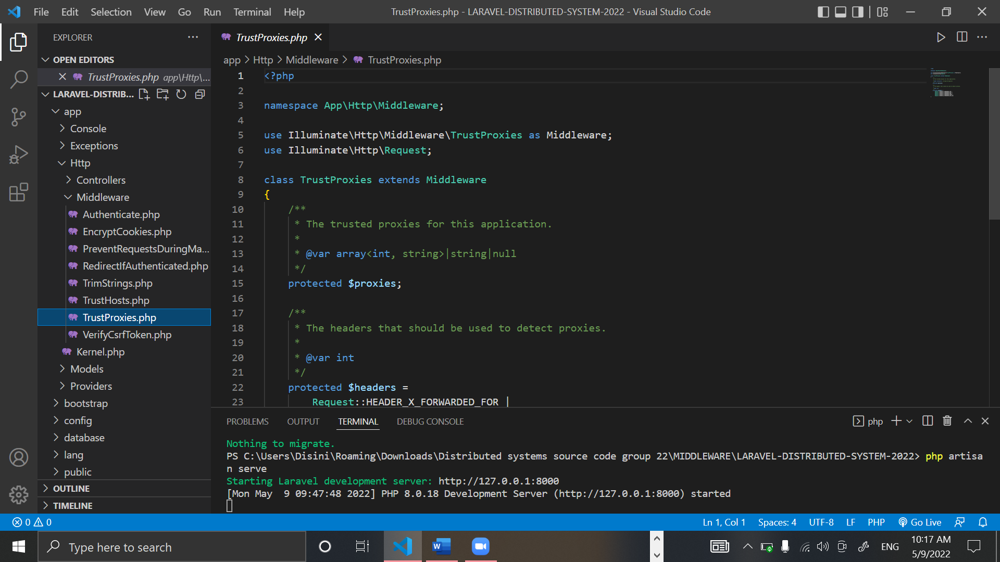 File Edit Selection View Go Run Terminal Help
TrustProxies.php - LARAVEL-DISTRIBUTED-SYSTEM-2022 - Visual Studio Code
EXPLORER
OPEN EDITORS
TrustProxies.php app\Http\...
LARAVEL-DISTRIB...
app
Console
Exceptions
Http
Controllers
Middleware
Authenticate.php
EncryptCookies.php
PreventRequestsDuringMa...
RedirectIfAuthenticated.php
TrimStrings.php
TrustHosts.php
TrustProxies.php
VerifyCsrfToken.php
Kernel.php
Models
Providers
bootstrap
config
database
lang
public
OUTLINE
TIMELINE
TrustProxies.php
app > Http > Middleware > TrustProxies.php
1 <?php
2
3 namespace App\Http\Middleware;
4
5 use Illuminate\Http\Middleware\TrustProxies as Middleware;
6 use Illuminate\Http\Request;
7
8 class TrustProxies extends Middleware
9 {
10 /**
11 * The trusted proxies for this application.
12 *
13 * @var array<int, string>|string|null
14 */
15 protected $proxies;
16
17 /**
18 * The headers that should be used to detect proxies.
19 *
20 * @var int
21 */
22 protected $headers =
23 Request::HEADER_X_FORWARDED_FOR |
PROBLEMS OUTPUT TERMINAL DEBUG CONSOLE
php
Nothing to migrate.
PS C:\Users\Disini\Roaming\Downloads\Distributed systems source code group 22\MIDDLEWARE\LARAVEL-DISTRIBUTED-SYSTEM-2022> php artisa
n serve
Starting Laravel development server: http://127.0.0.1:8000
[Mon May  9 09:47:48 2022] PHP 8.0.18 Development Server (http://127.0.0.1:8000) started
0 0
Ln 1, Col 1 Spaces: 4 UTF-8 LF PHP Go Live
Type here to search
W
ENG
10:17 AM
5/9/2022